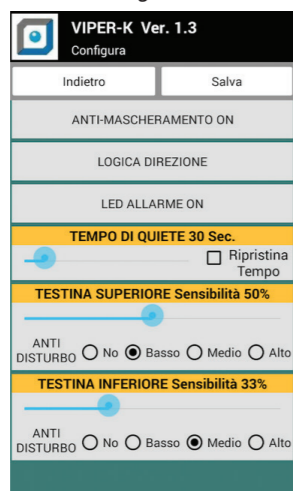 VIPER-K Ver. 1.3
Configura
Indietro Salva
ANTI-MASCHERAMENTO ON
LOGICA DIREZIONE
LED ALLARME ON
TEMPO DI QUIETE 30 Sec.
Ripristina
Tempo
TESTINA SUPERIORE Sensibilità 50%
ANTI
DISTURBO No Basso Medio Alto
TESTINA INFERIORE Sensibilità 33%
ANTI
DISTURBO No Basso Medio Alto